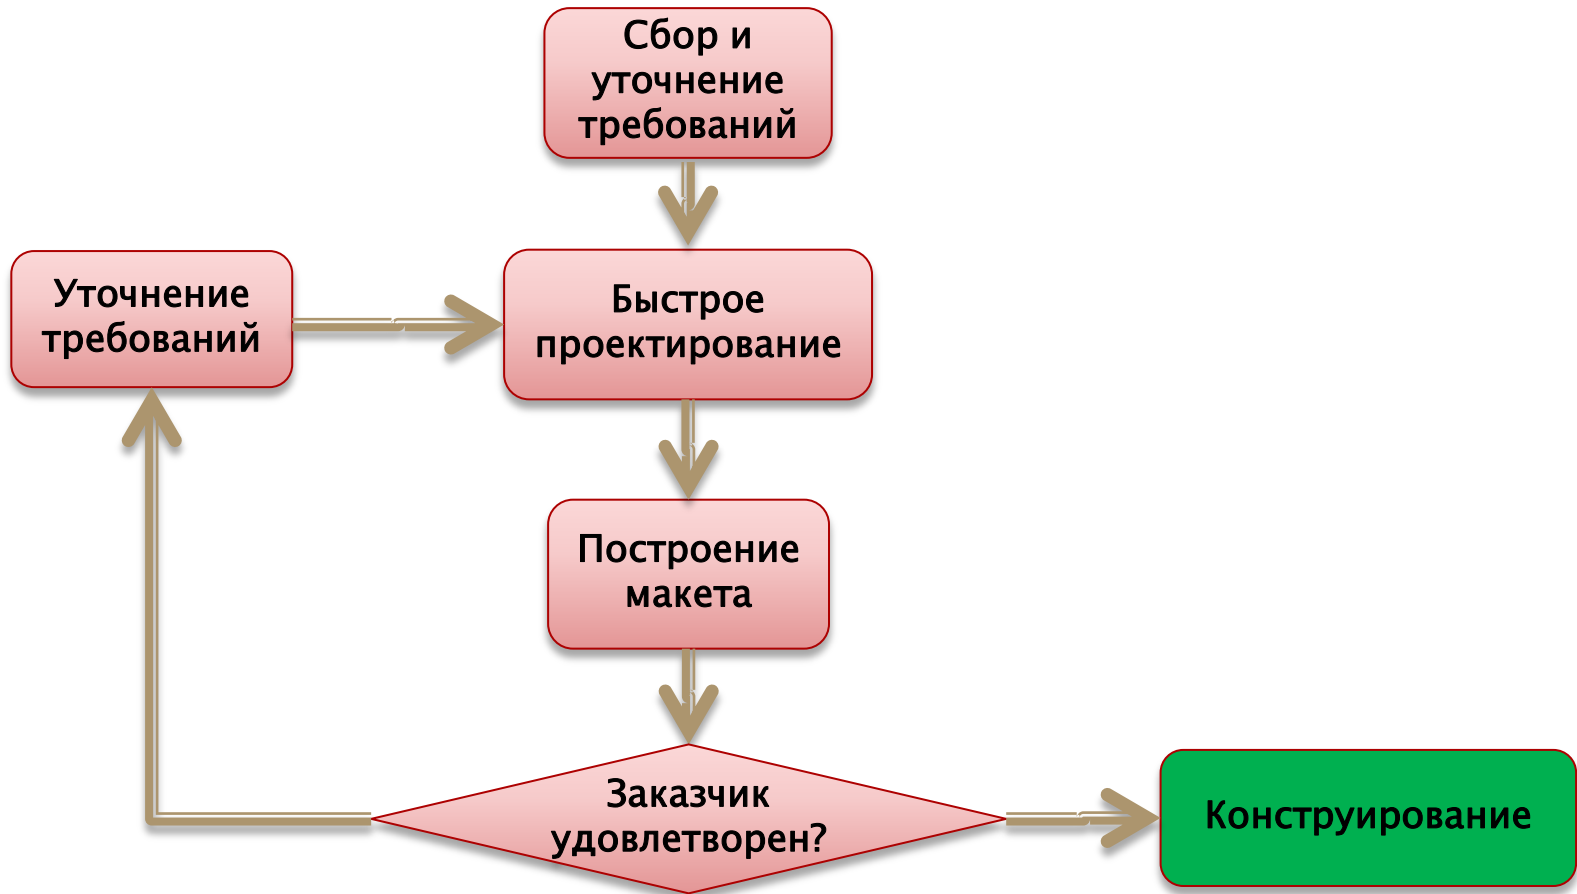 Сбор и
уточнение
требований
Уточнение
требований
Быстрое
проектирование
Построение
макета
Заказчик
удовлетворен?
Конструирование